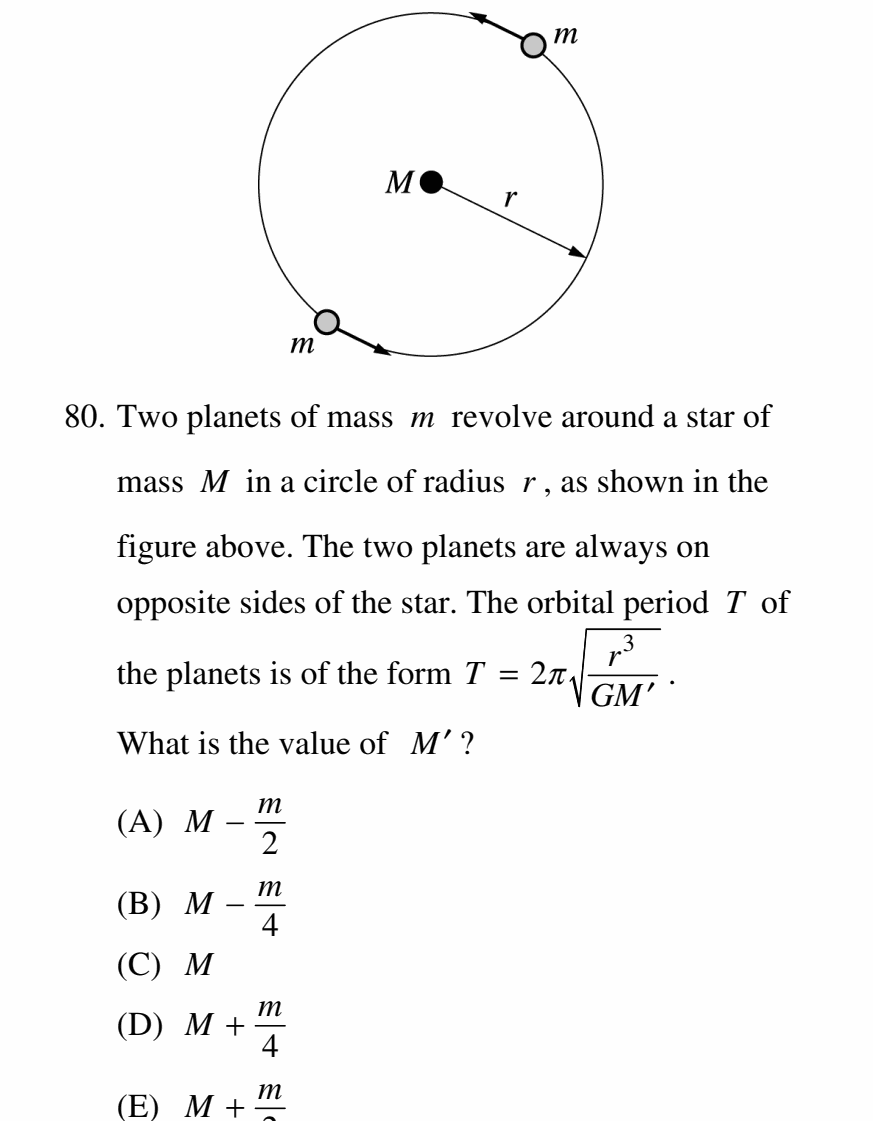 m
M
r
m
80. Two planets of mass m revolve around a star of
mass M in a circle of radius r, as shown in the
figure above. The two planets are always on
opposite sides of the star. The orbital period T of
the planets is of the form T = 2π√(r³/GM′).
What is the value of M′?
(A) M − m/2
(B) M − m/4
(C) M
(D) M + m/4
(E) M + m